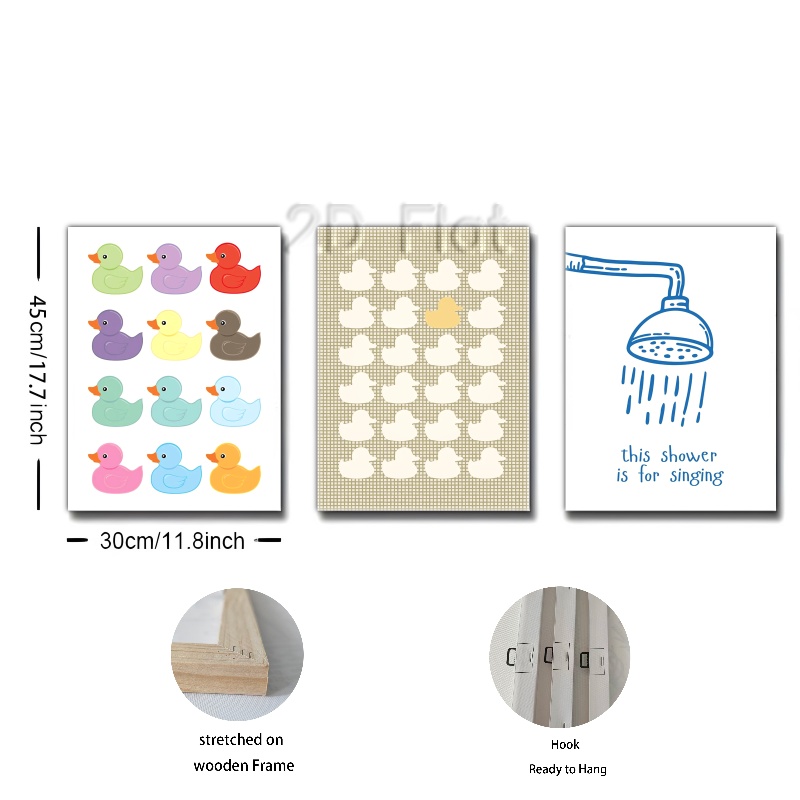 2D Flat
45cm/17.7inch
this shower
is for singing
30cm/11.8inch
stretched on
wooden Frame
Hook
Ready to Hang